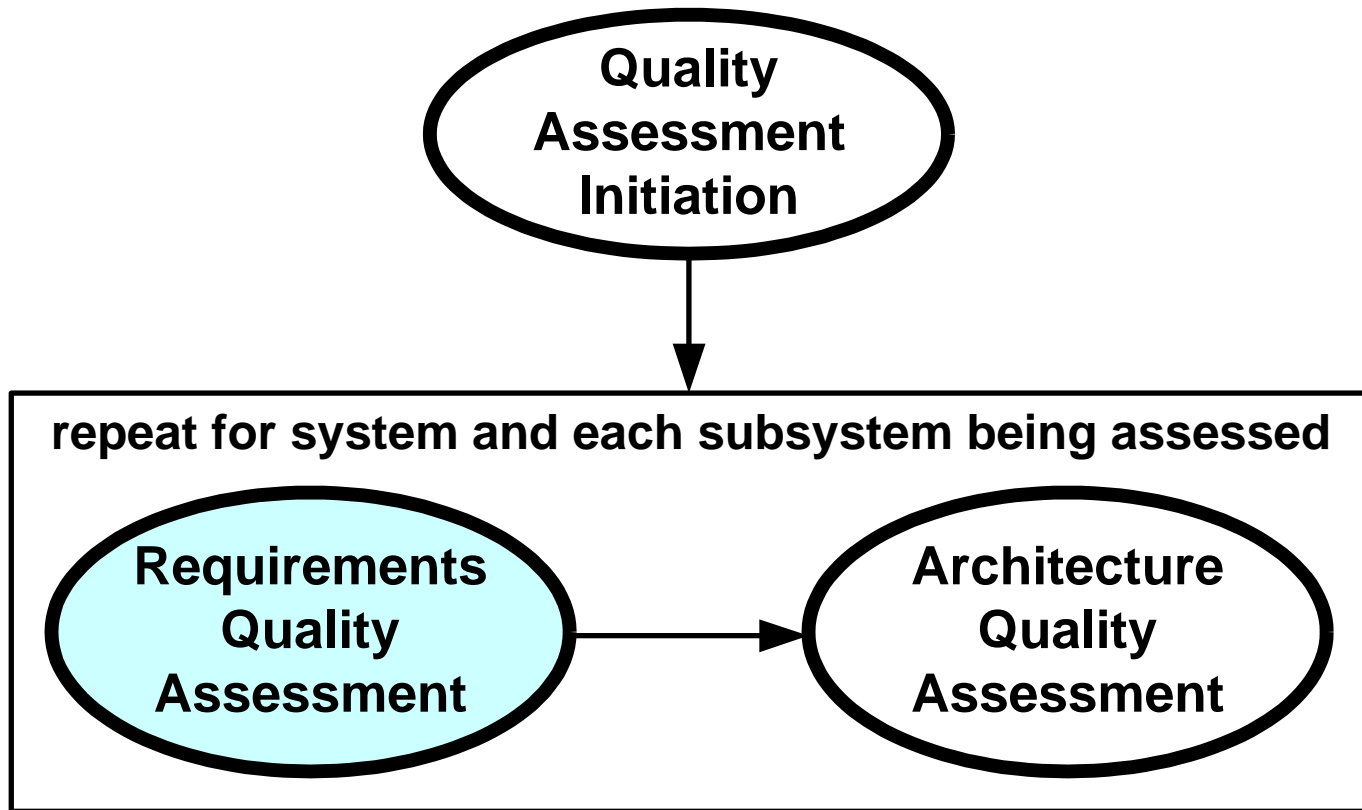 Quality
Assessment
Initiation
repeat for system and each subsystem being assessed
Requirements
Quality
Assessment
Architecture
Quality
Assessment